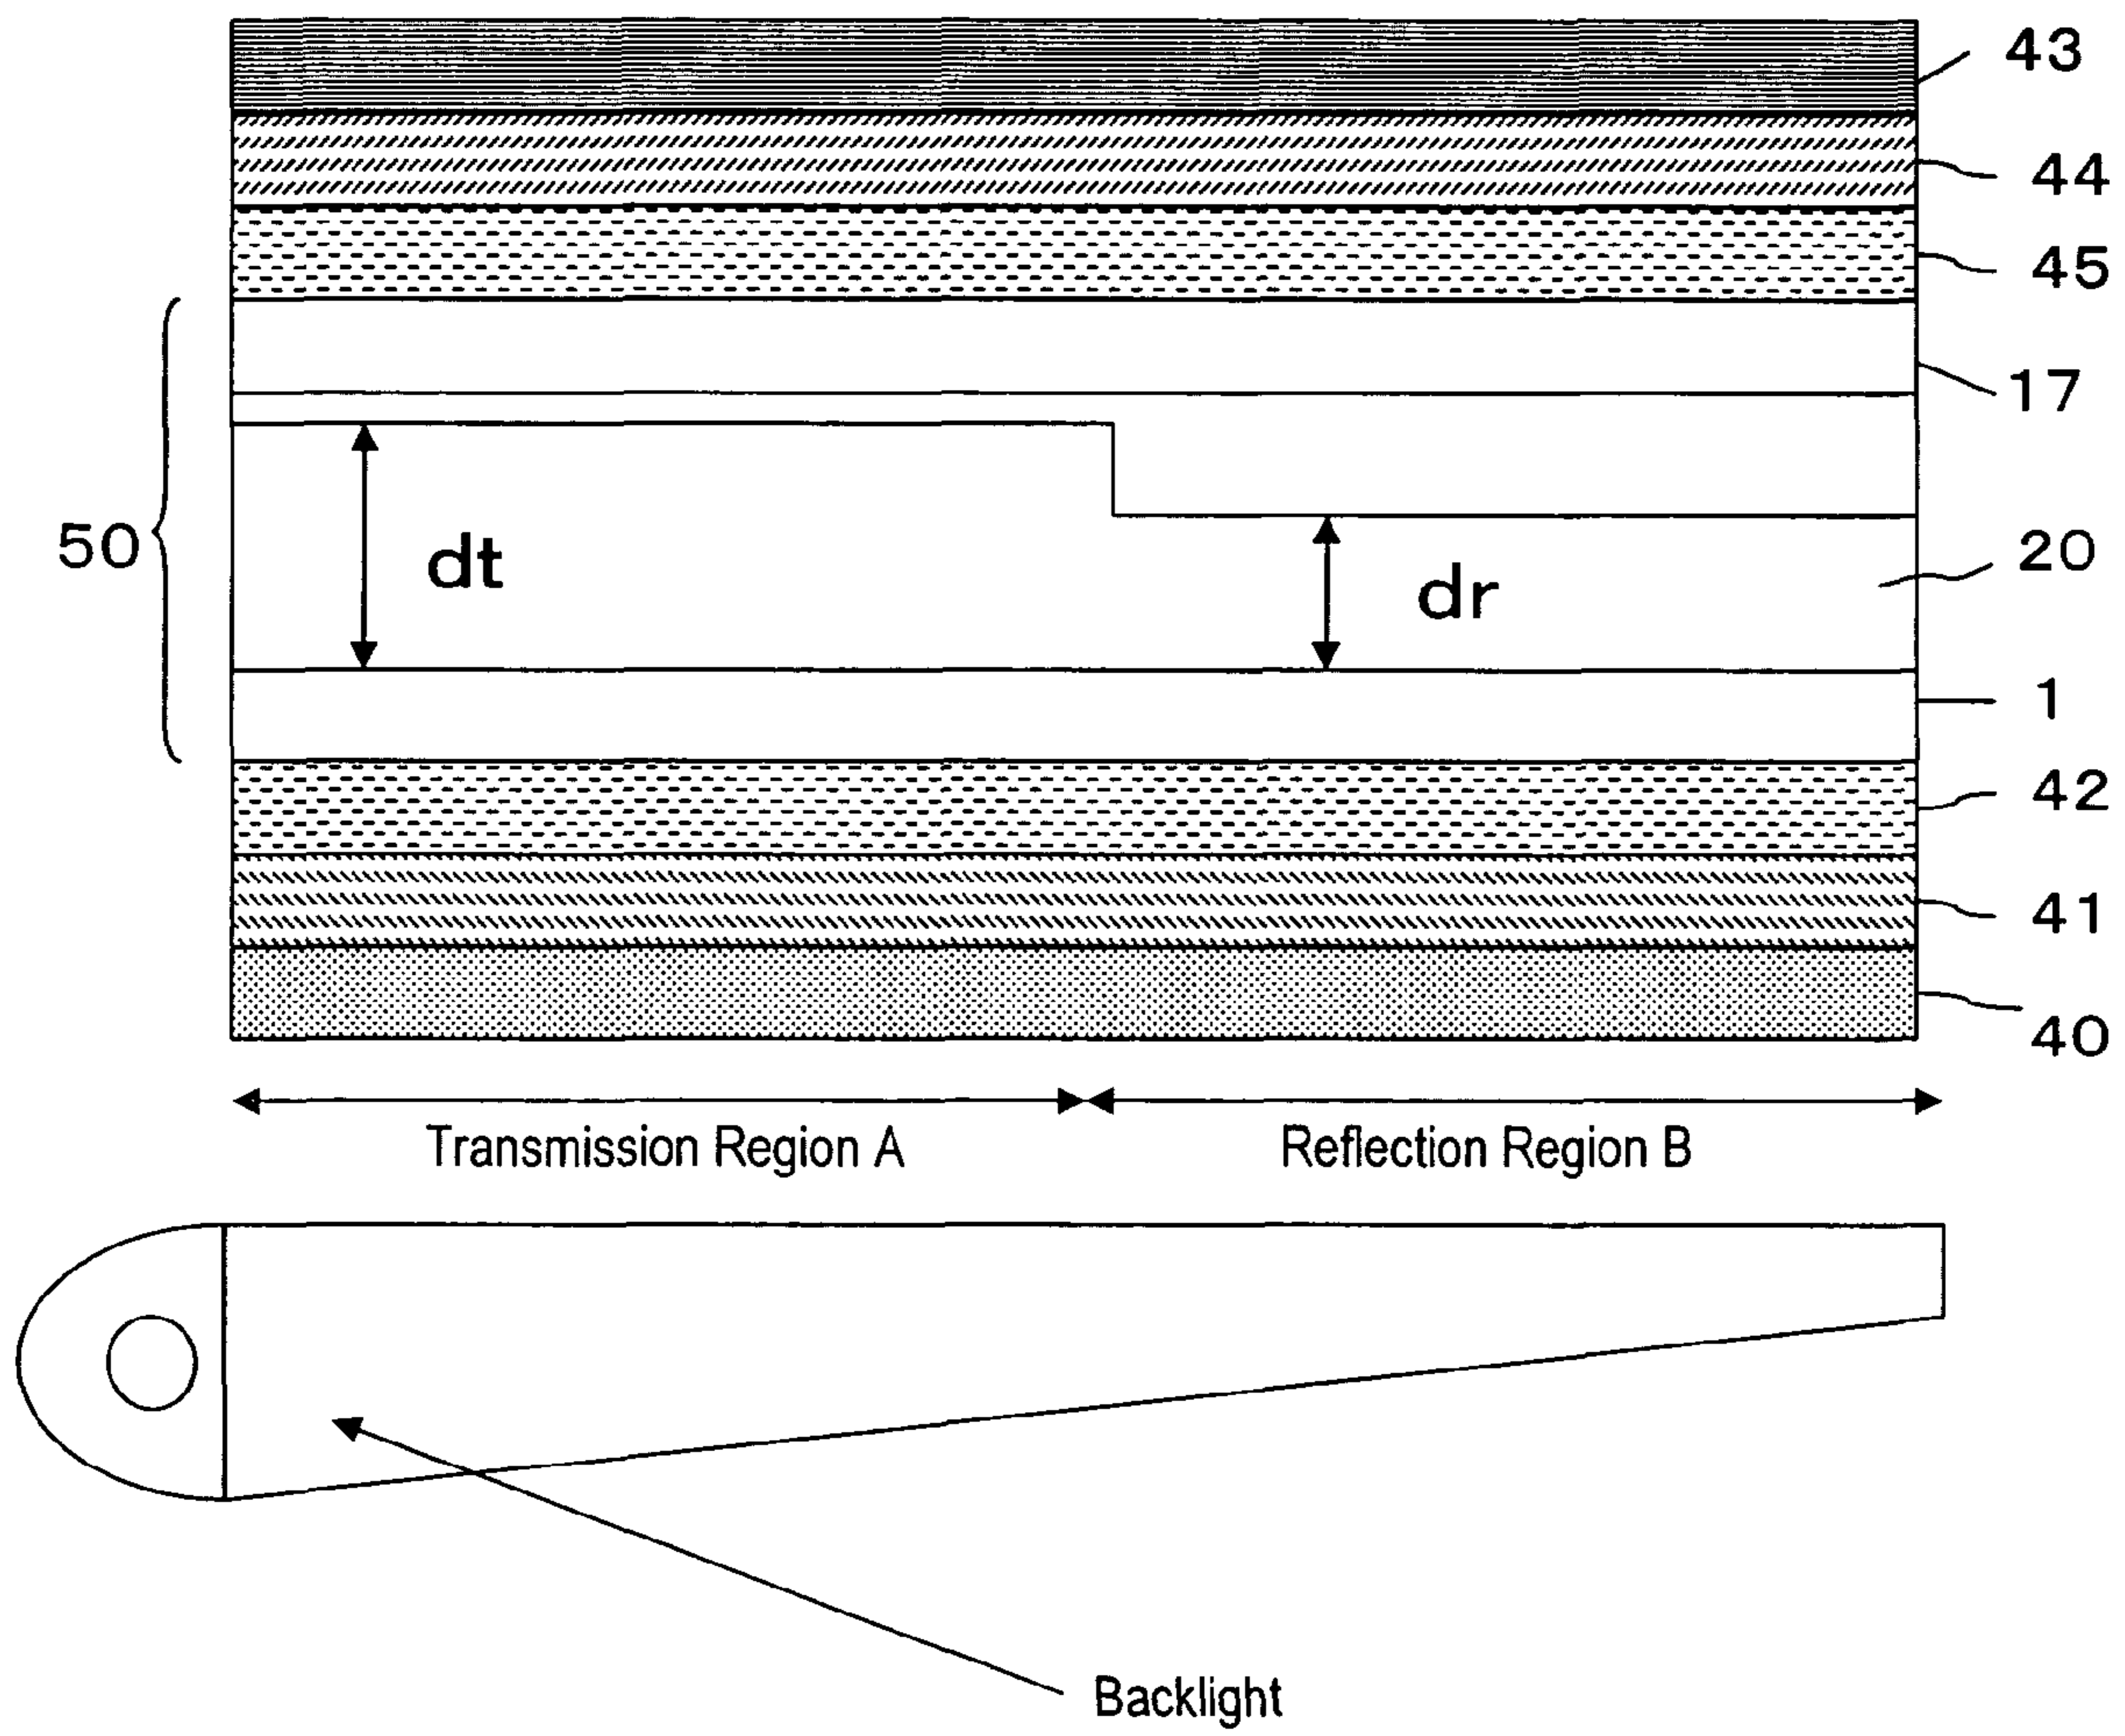 43
44
45
17
50
dt
20
dr
1
42
41
40
Transmission Region A
Reflection Region B
Backlight